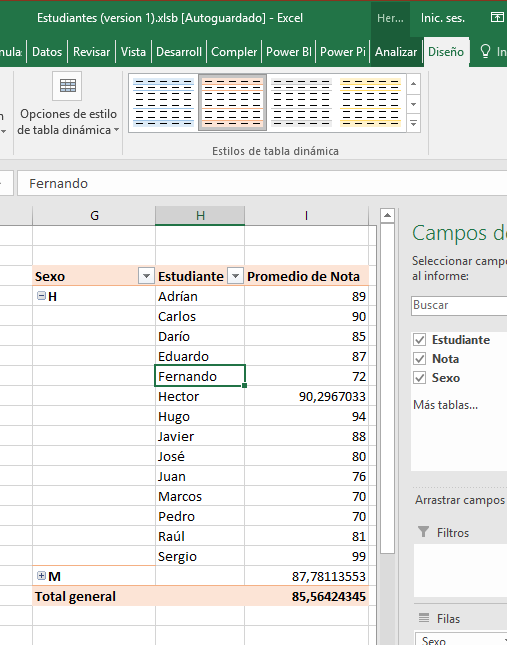 Estudiantes (version 1).xlsb [Autoguardado] - Excel
Her...
Inic. ses.
nula
Datos
Revisar
Vista
Desarroll
Compler
Power BI
Power Pi
Analizar
Diseño
In
n
Opciones de estilo
de tabla dinámica
Estilos de tabla dinámica
Fernando
G H I
Sexo Estudiante Promedio de Nota
H Adrían 89
Carlos 90
Darío 85
Eduardo 87
Fernando 72
Hector 90,2967033
Hugo 94
Javier 88
José 80
Juan 76
Marcos 70
Pedro 70
Raúl 81
Sergio 99
M 87,78113553
Total general 85,56424345
Campos d
Seleccionar camp
al informe:
Buscar
Estudiante
Nota
Sexo
Más tablas...
Arrastrar campos
Filtros
Filas
Sexo